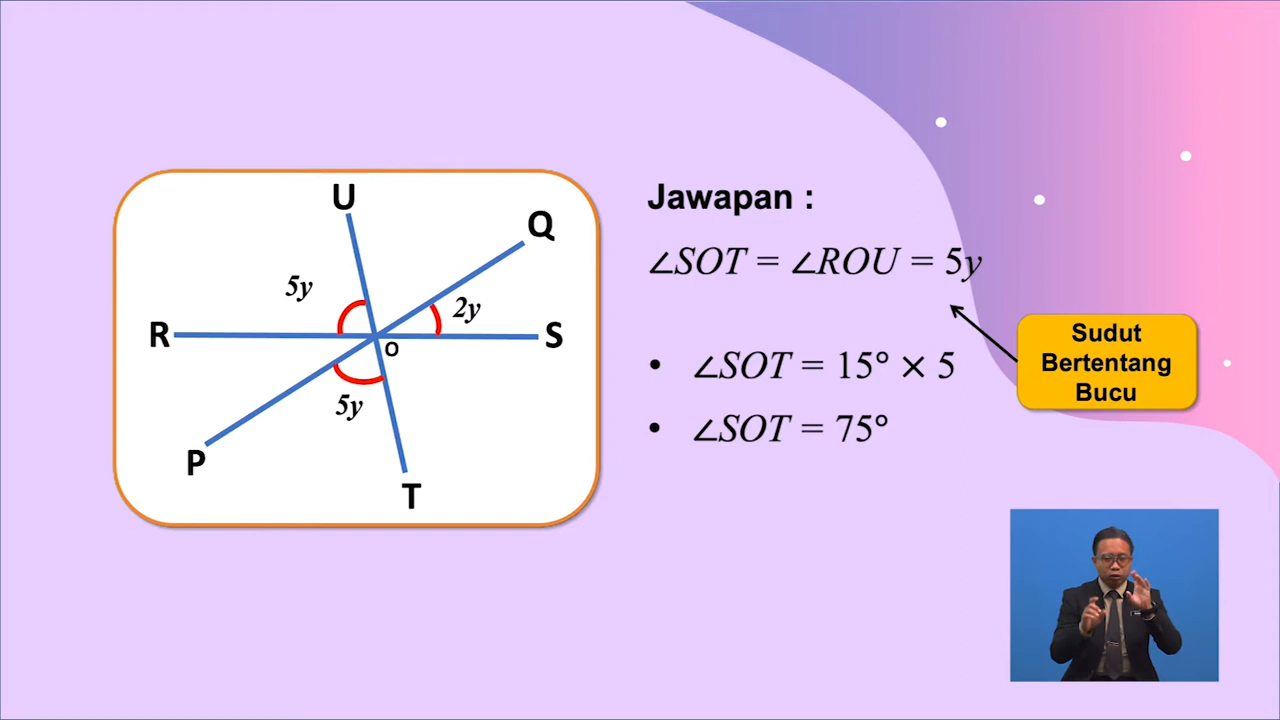 U
Q
5y
2y
R
S
O
5y
P
T
Jawapan :
∠SOT = ∠ROU = 5y
• ∠SOT = 15° × 5
• ∠SOT = 75°
Sudut
Bertentang
Bucu